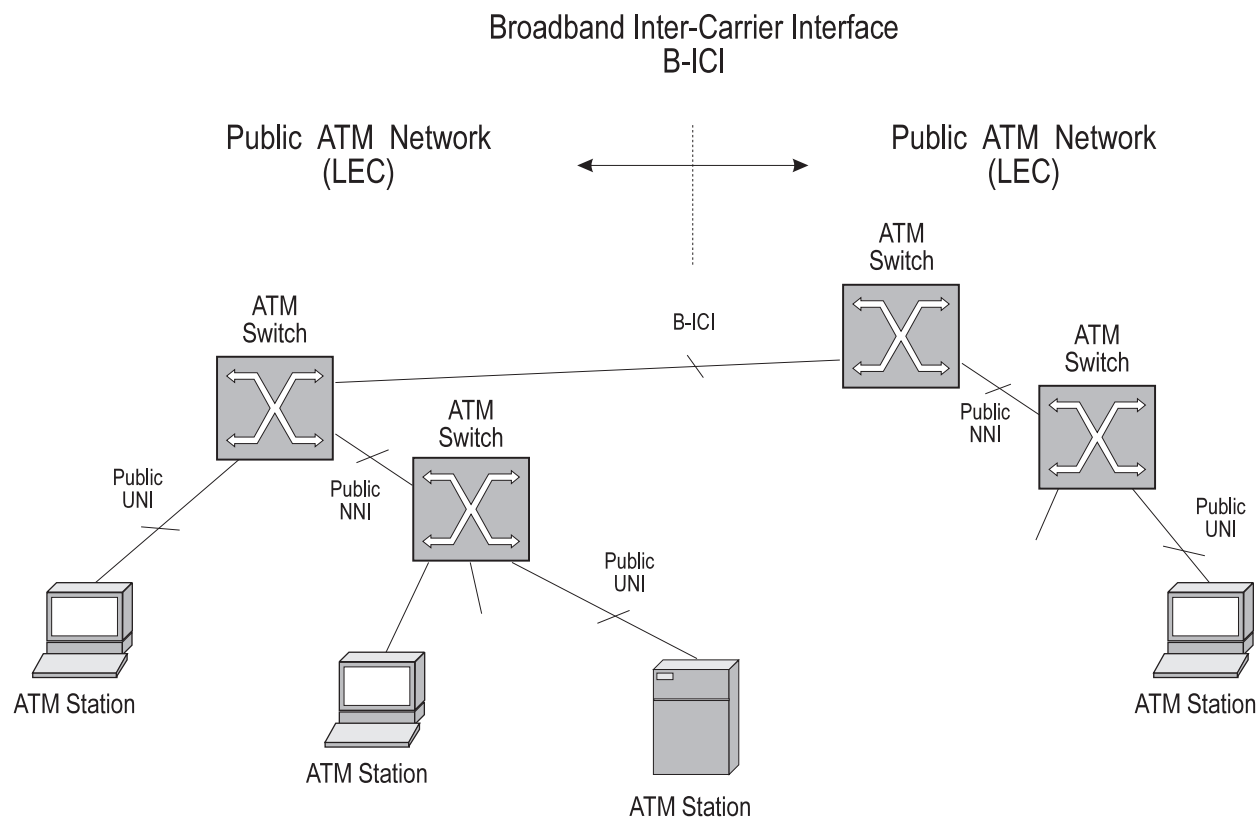 Broadband Inter-Carrier Interface
B-ICI
Public ATM Network
(LEC)
Public ATM Network
(LEC)
ATM
Switch
ATM
Switch
B-ICI
ATM
Switch
ATM
Switch
Public
NNI
Public
UNI
Public
NNI
Public
UNI
Public
UNI
ATM Station
ATM Station
ATM Station
ATM Station